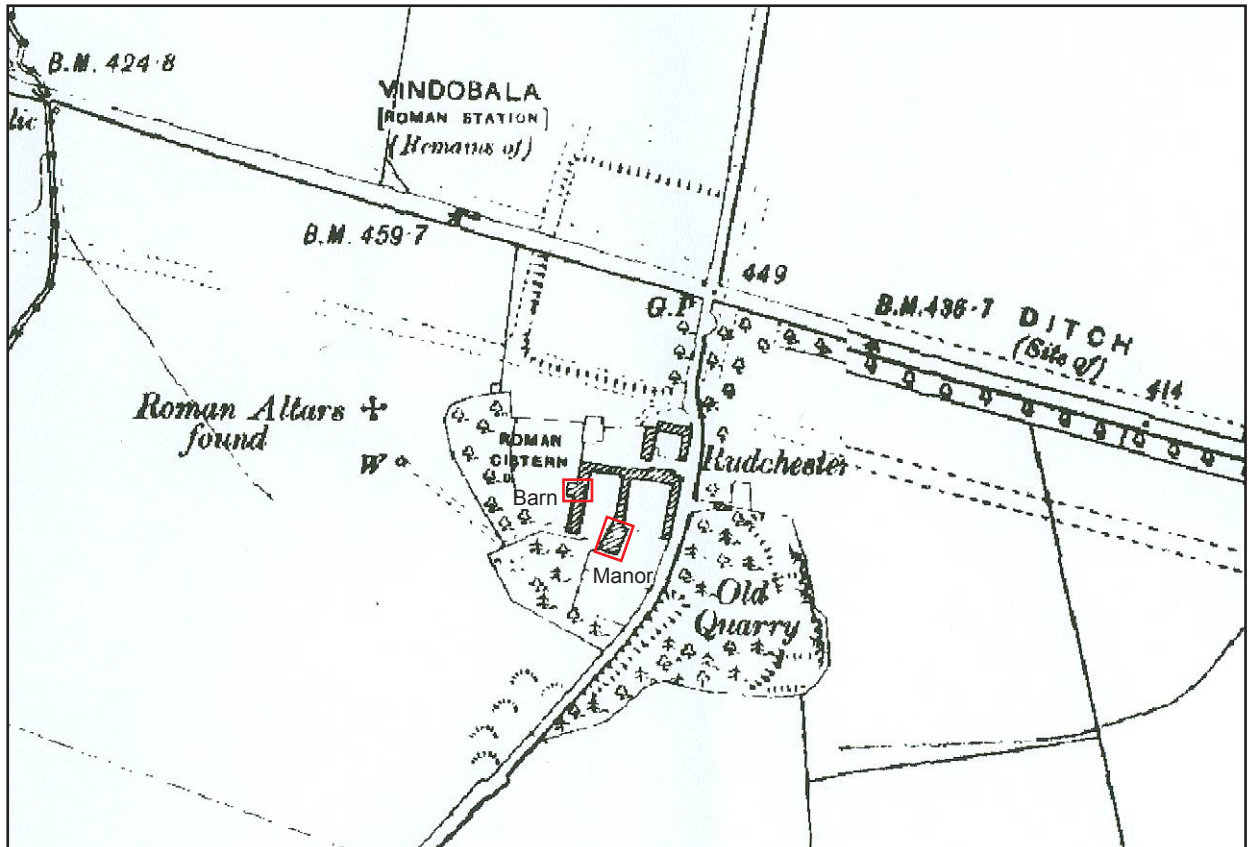 B.M. 424·8
VINDOBALA
[ROMAN STATION]
(Remains of)
B.M. 459·7
449
G.P
B.M. 436·7
DITCH
(Site of)
414
Roman Altars
found
W
ROMAN
CISTERN
Rudchester
Barn
Manor
Old
Quarry